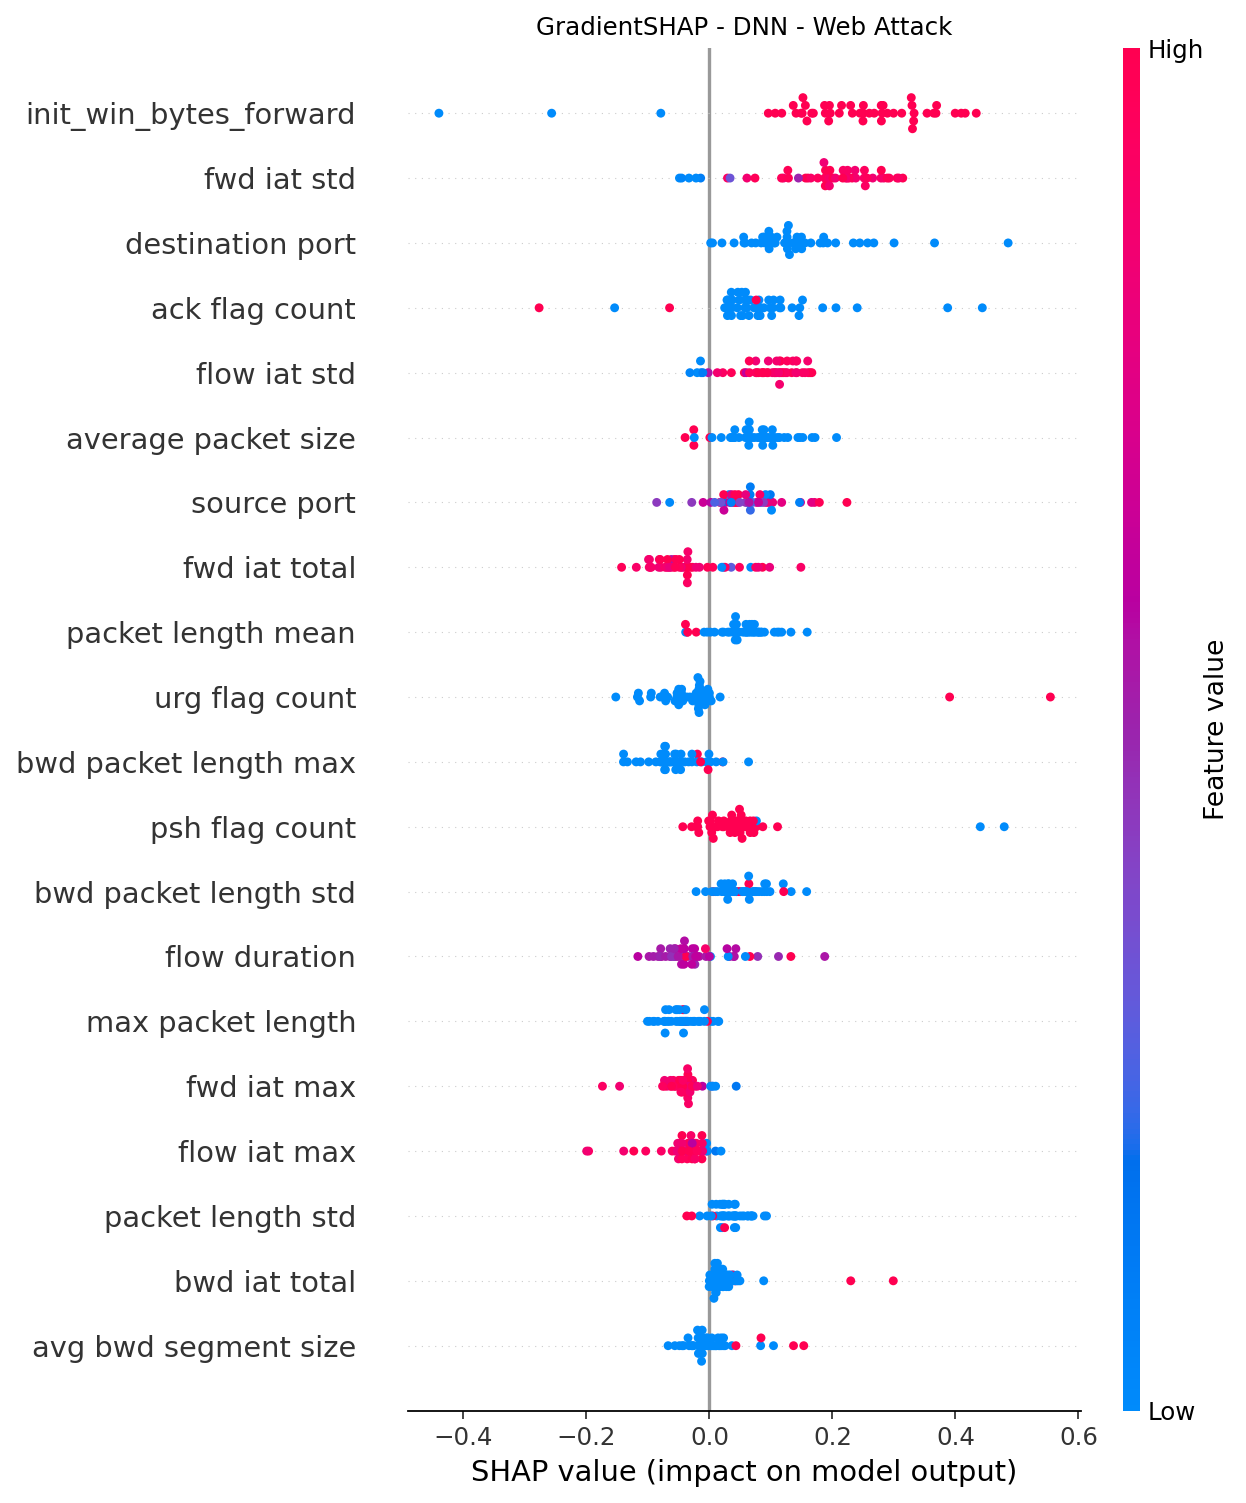 GradientSHAP - DNN - Web Attack
High
init_win_bytes_forward
fwd iat std
destination port
ack flag count
flow iat std
average packet size
source port
fwd iat total
packet length mean
urg flag count
bwd packet length max
psh flag count
bwd packet length std
flow duration
max packet length
fwd iat max
flow iat max
packet length std
bwd iat total
avg bwd segment size
Feature value
Low
−0.4 −0.2 0.0 0.2 0.4 0.6
SHAP value (impact on model output)